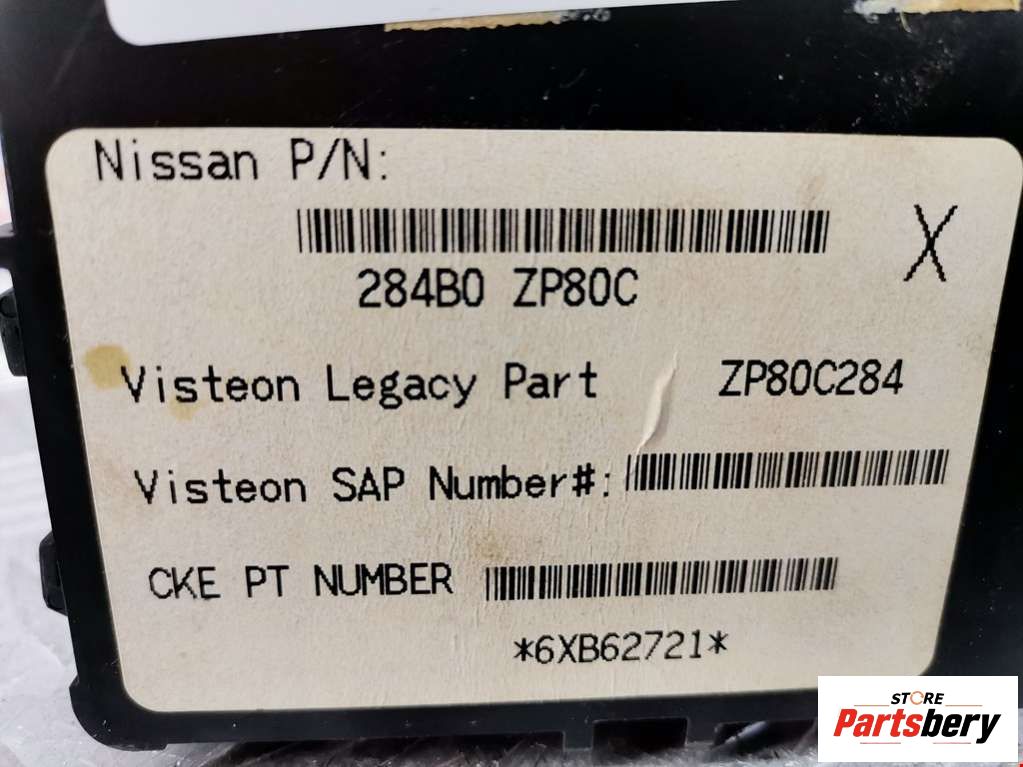 Nissan P/N:
X
284B0 ZP80C
Visteon Legacy Part ZP80C284
Visteon SAP Number#:
CKE PT NUMBER
*6XB62721*
STORE
Partsbery